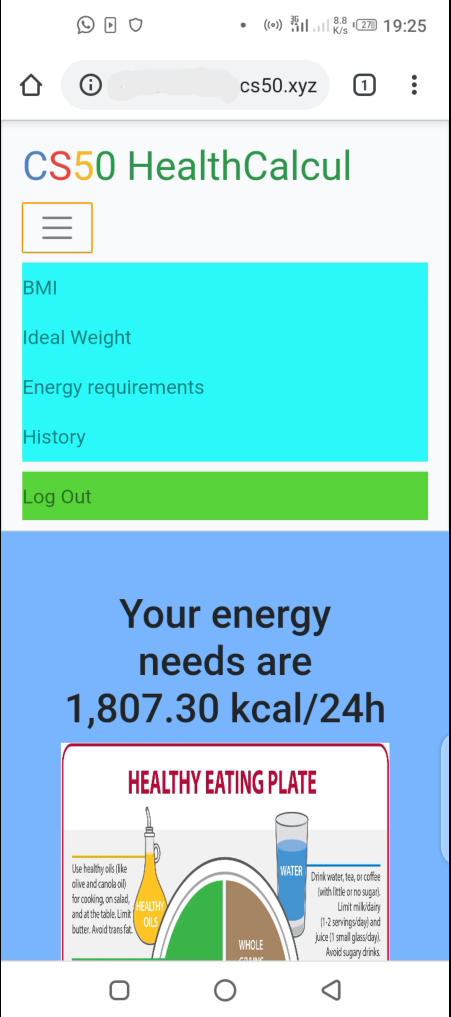 3G 8.8 K/s 27 19:25
cs50.xyz 1
CS50 HealthCalcul
BMI
Ideal Weight
Energy requirements
History
Log Out
Your energy
needs are
1,807.30 kcal/24h
HEALTHY EATING PLATE
Use healthy oils (like
olive and canola oil)
for cooking, on salad,
and at the table. Limit
butter. Avoid trans fat.
HEALTHY
OILS
WATER
Drink water, tea, or coffee
(with little or no sugar).
Limit milk/dairy
(1-2 servings/day) and
juice (1 small glass/day).
Avoid sugary drinks.
WHOLE
GRAINS